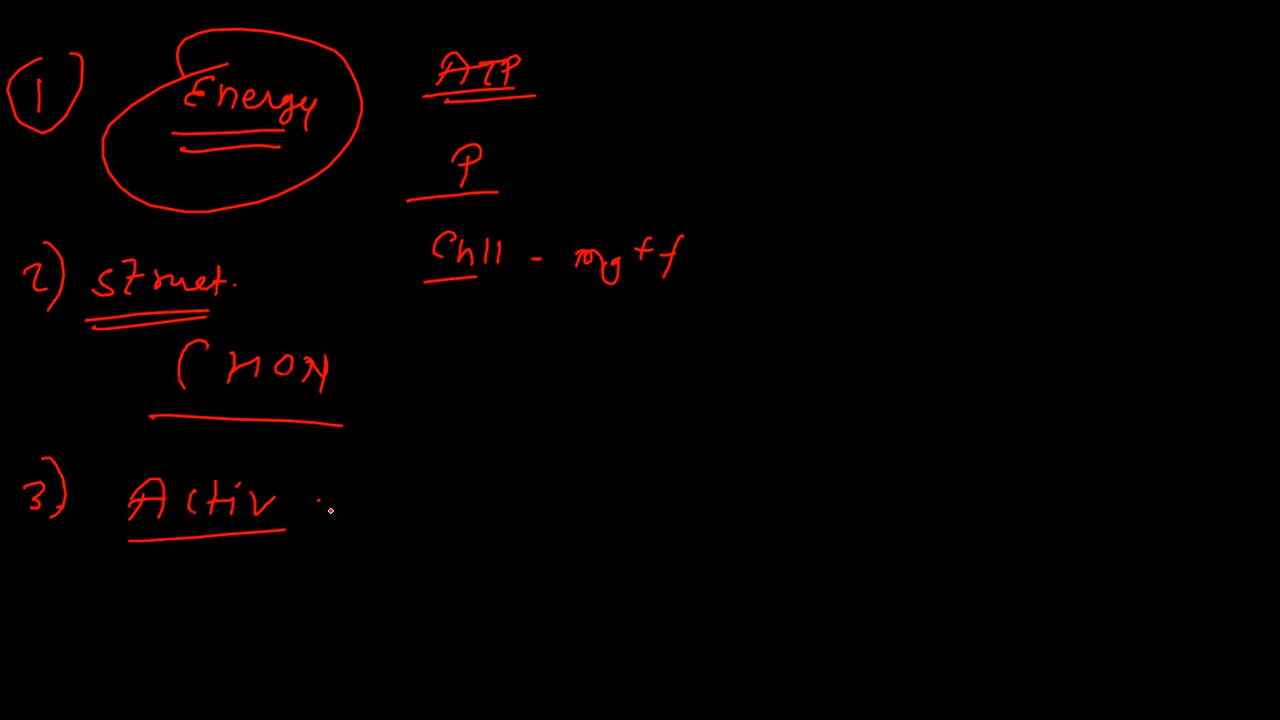 1 Energy ATP
P
Chll - mg++
2) struct.
CHON
3) Activ